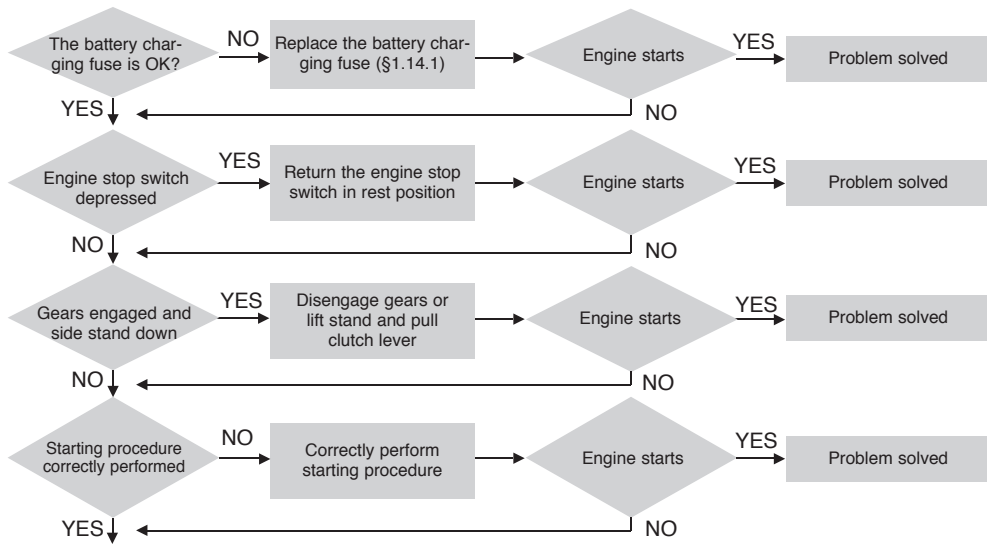 The battery char-
ging fuse is OK?
NO
Replace the battery char-
ging fuse (§1.14.1)
Engine starts
YES
Problem solved
YES
NO
Engine stop switch
depressed
YES
Return the engine stop
switch in rest position
Engine starts
YES
Problem solved
NO
NO
Gears engaged and
side stand down
YES
Disengage gears or
lift stand and pull
clutch lever
Engine starts
YES
Problem solved
NO
NO
Starting procedure
correctly performed
NO
Correctly perform
starting procedure
Engine starts
YES
Problem solved
YES
NO